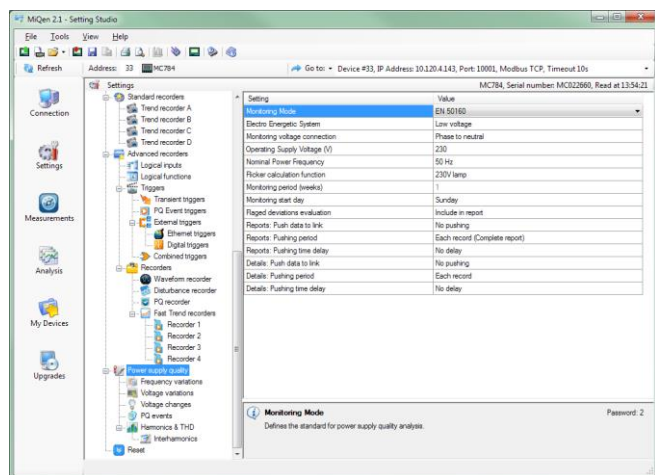 MiQen 2.1 - Setting Studio
File Tools View Help
Refresh Address: 33 MC784 Go to: Device #33, IP Address: 10.120.4.143, Port: 10001, Modbus TCP, Timeout 10s
Settings MC784, Serial number: MC022660, Read at 13:54:21
Connection
Settings
Measurements
Analysis
My Devices
Upgrades
Standard recorders
Trend recorder A
Trend recorder B
Trend recorder C
Trend recorder D
Advanced recorders
Logical inputs
Logical functions
Triggers
Transient triggers
PQ Event triggers
External triggers
Ethernet triggers
Digital triggers
Combined triggers
Recorders
Waveform recorder
Disturbance recorder
PQ recorder
Fast Trend recorders
Recorder 1
Recorder 2
Recorder 3
Recorder 4
Power supply quality
Frequency variations
Voltage variations
Voltage changes
PQ events
Harmonics & THD
Interharmonics
Reset
Setting Value
Monitoring Mode EN 50160
Electro Energetic System Low voltage
Monitoring voltage connection Phase to neutral
Operating Supply Voltage (V) 230
Nominal Power Frequency 50 Hz
Flicker calculation function 230V lamp
Monitoring period (weeks) 1
Monitoring start day Sunday
Flaged deviations evaluation Include in report
Reports: Push data to link No pushing
Reports: Pushing period Each record (Complete report)
Reports: Pushing time delay No delay
Details: Push data to link No pushing
Details: Pushing period Each record
Details: Pushing time delay No delay
Monitoring Mode Password: 2
Defines the standard for power supply quality analysis.